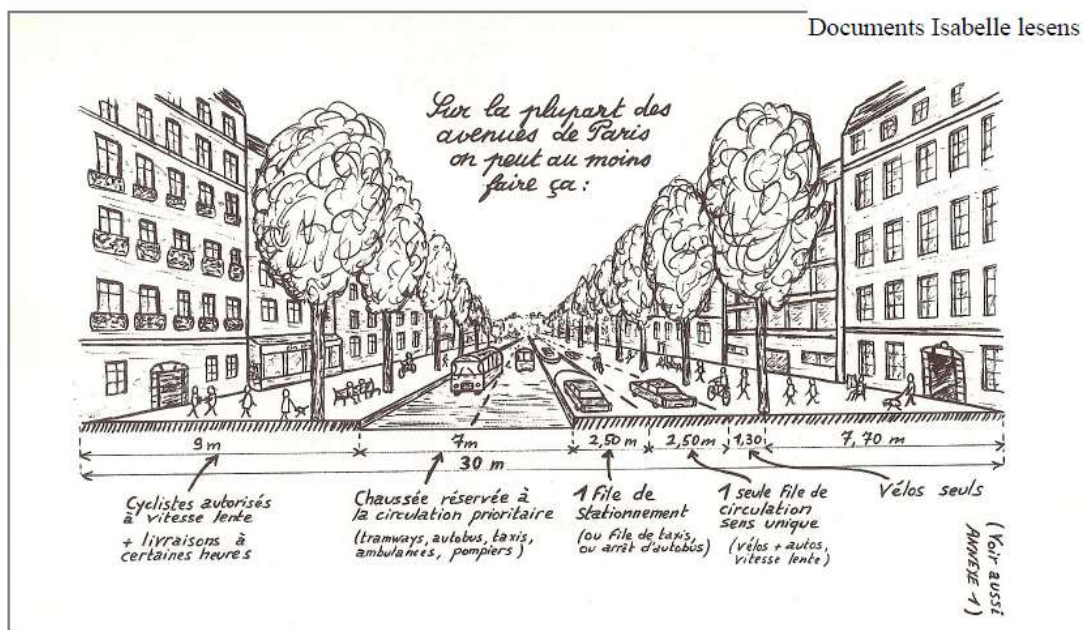 Documents Isabelle lesens
Sur la plupart des
avenues de Paris
on peut au moins
faire ça :
9m
7m
2,50 m
2,50 m
1,30
7,70 m
30 m
Cyclistes autorisés
à vitesse lente
+ livraisons à
certaines heures
Chaussée réservée à
la circulation prioritaire
(tramways, autobus, taxis,
ambulances, pompiers)
1 File de
Stationnement
(ou File de taxis,
ou arrêt d'autobus)
1 seule File de
circulation
sens unique
(vélos + autos,
vitesse lente)
Vélos seuls
(Voir aussi
ANNEXE 1)